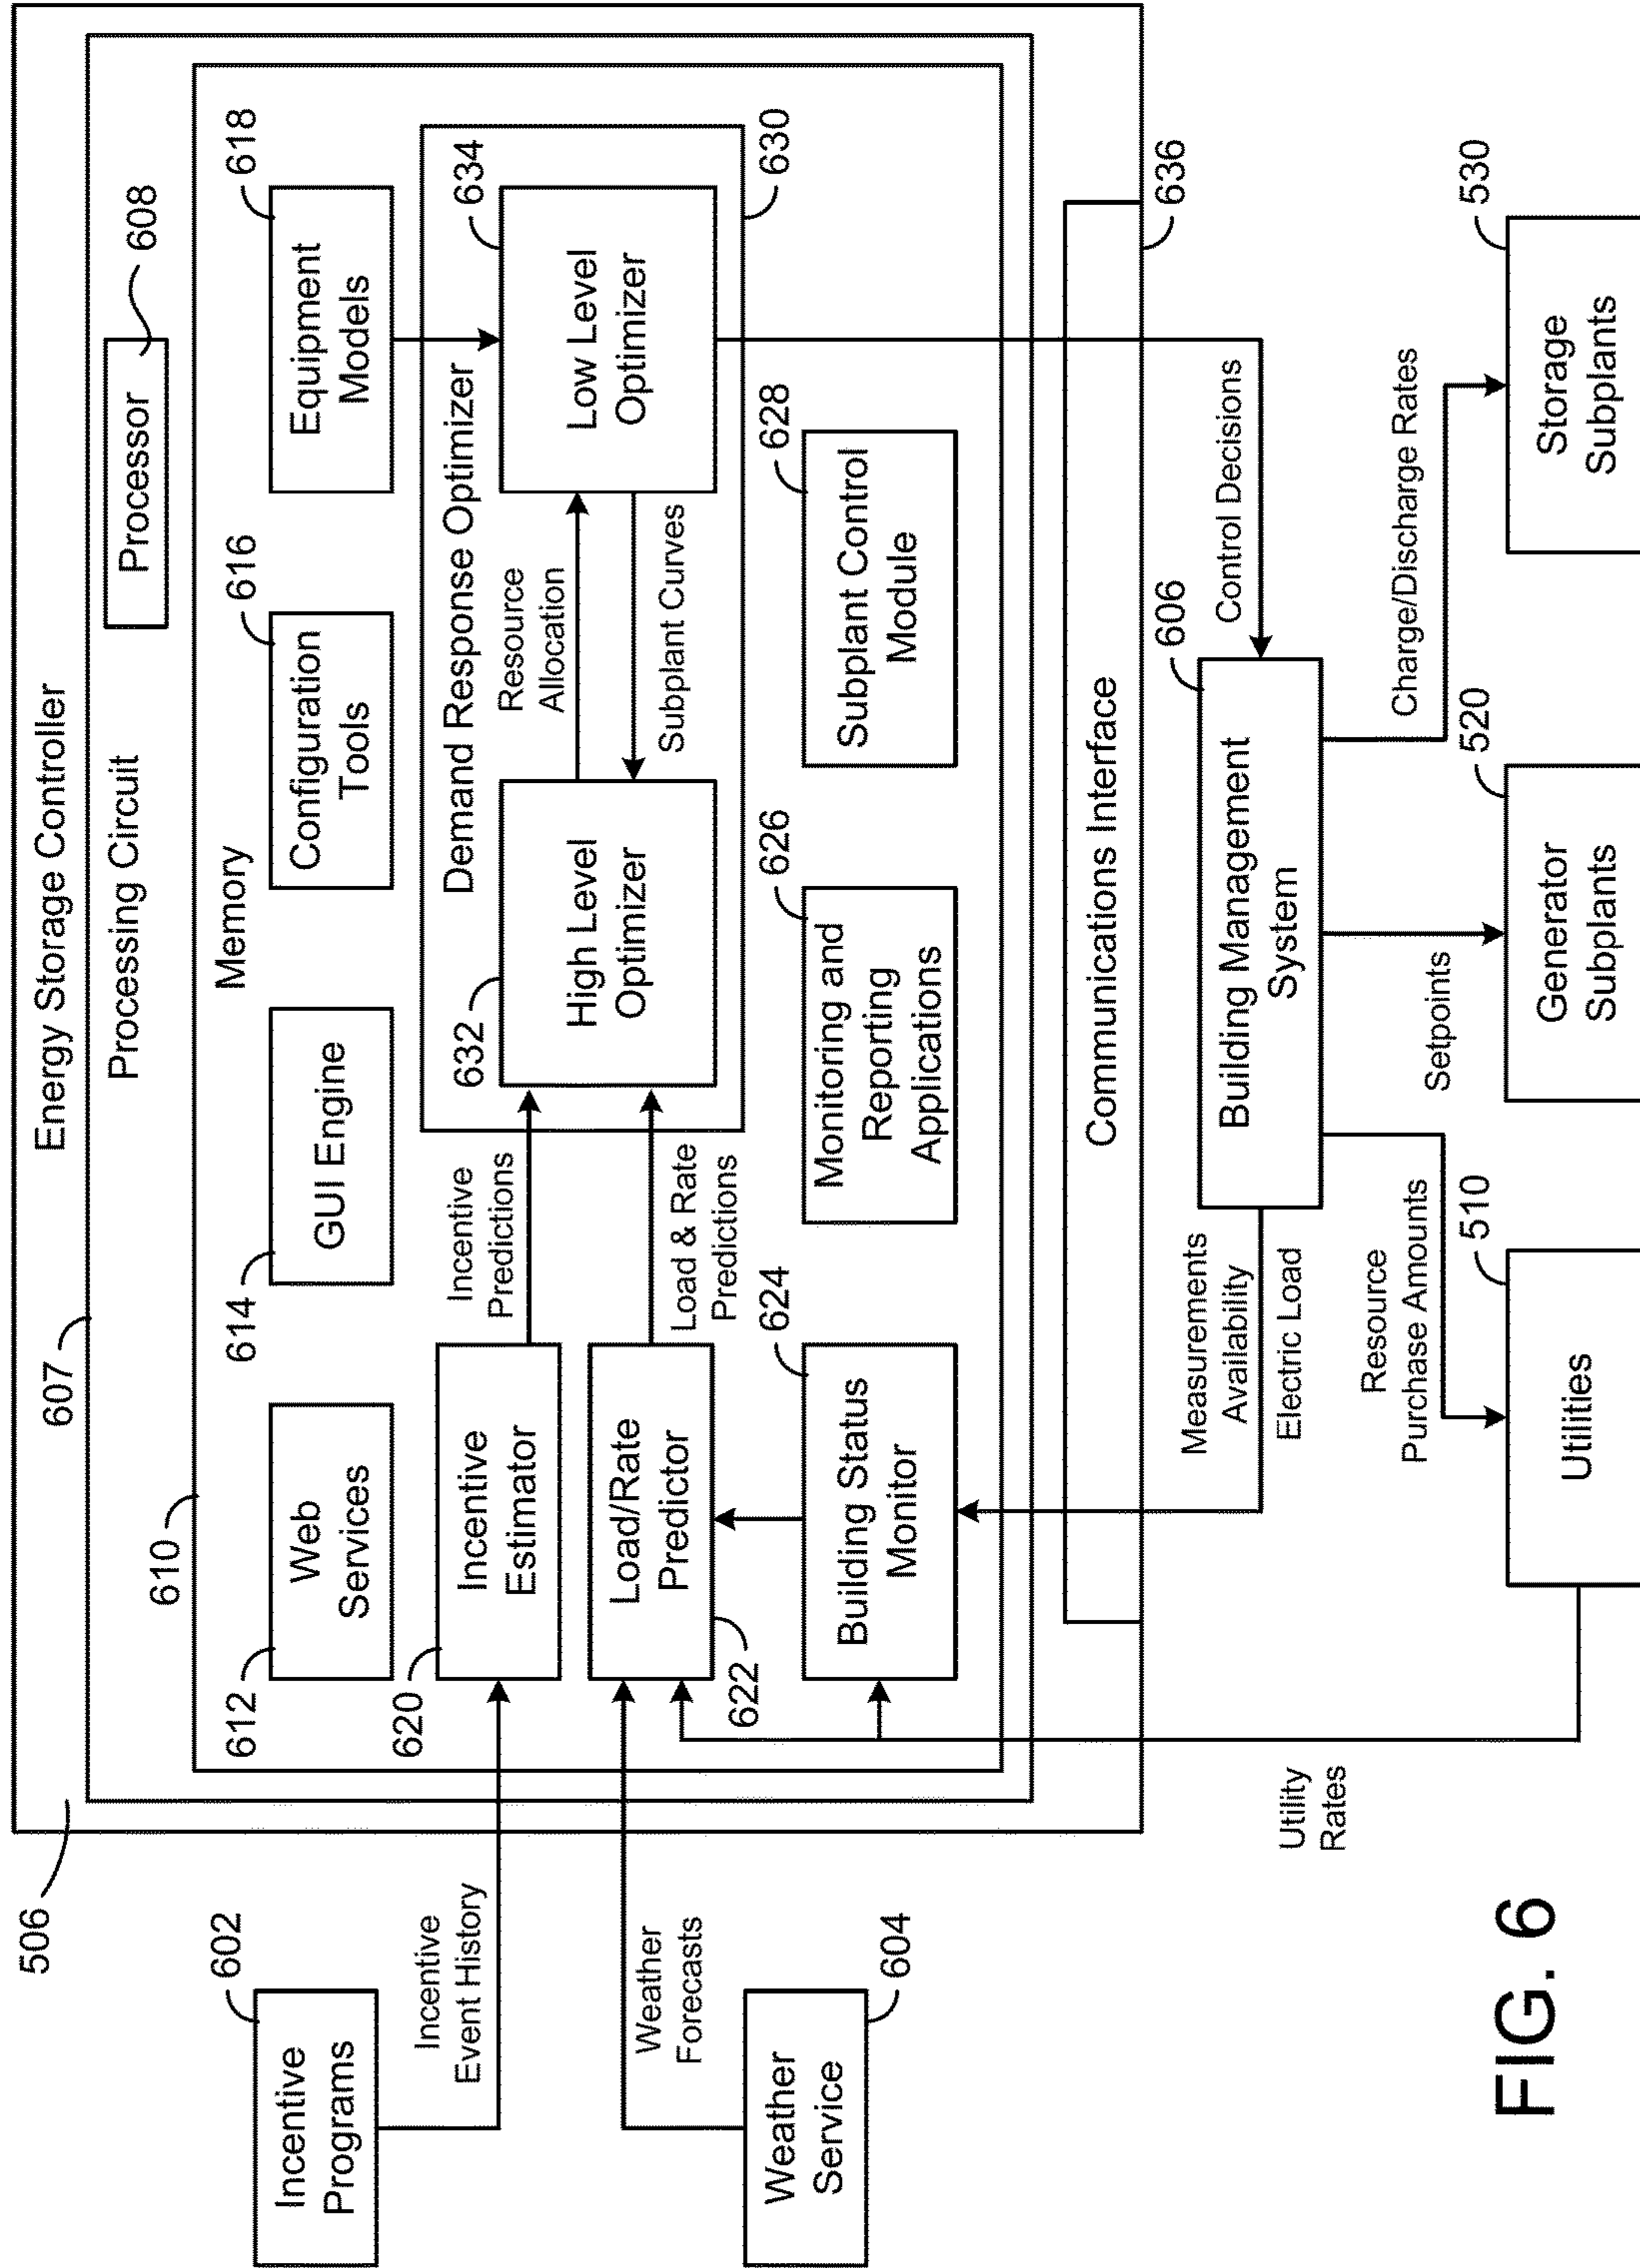 Energy Storage Controller
506
607
Processing Circuit
Processor
608
610
Memory
612
Web
Services
614
GUI Engine
616
Configuration
Tools
618
Equipment
Models
602
Incentive
Programs
Incentive
Event History
620
Incentive
Estimator
Incentive
Predictions
Demand Response Optimizer
632
High Level
Optimizer
Resource
Allocation
Subplant Curves
634
Low Level
Optimizer
630
Weather
Forecasts
604
Weather
Service
Load/Rate
Predictor
622
Load & Rate
Predictions
624
Building Status
Monitor
626
Monitoring and
Reporting
Applications
628
Subplant Control
Module
Communications Interface
636
Measurements
Availability
Electric Load
606
Building Management
System
Control Decisions
Utility
Rates
Resource
Purchase Amounts
Setpoints
Charge/Discharge Rates
510
Utilities
520
Generator
Subplants
530
Storage
Subplants
FIG. 6